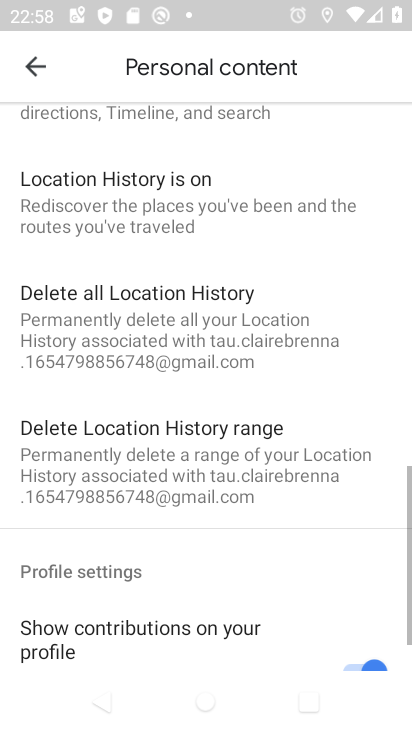 22:58
Personal content
directions, Timeline, and search
Location History is on
Rediscover the places you've been and the
routes you've traveled
Delete all Location History
Permanently delete all your Location
History associated with tau.clairebrenna
.1654798856748@gmail.com
Delete Location History range
Permanently delete a range of your Location
History associated with tau.clairebrenna
.1654798856748@gmail.com
Profile settings
Show contributions on your
profile